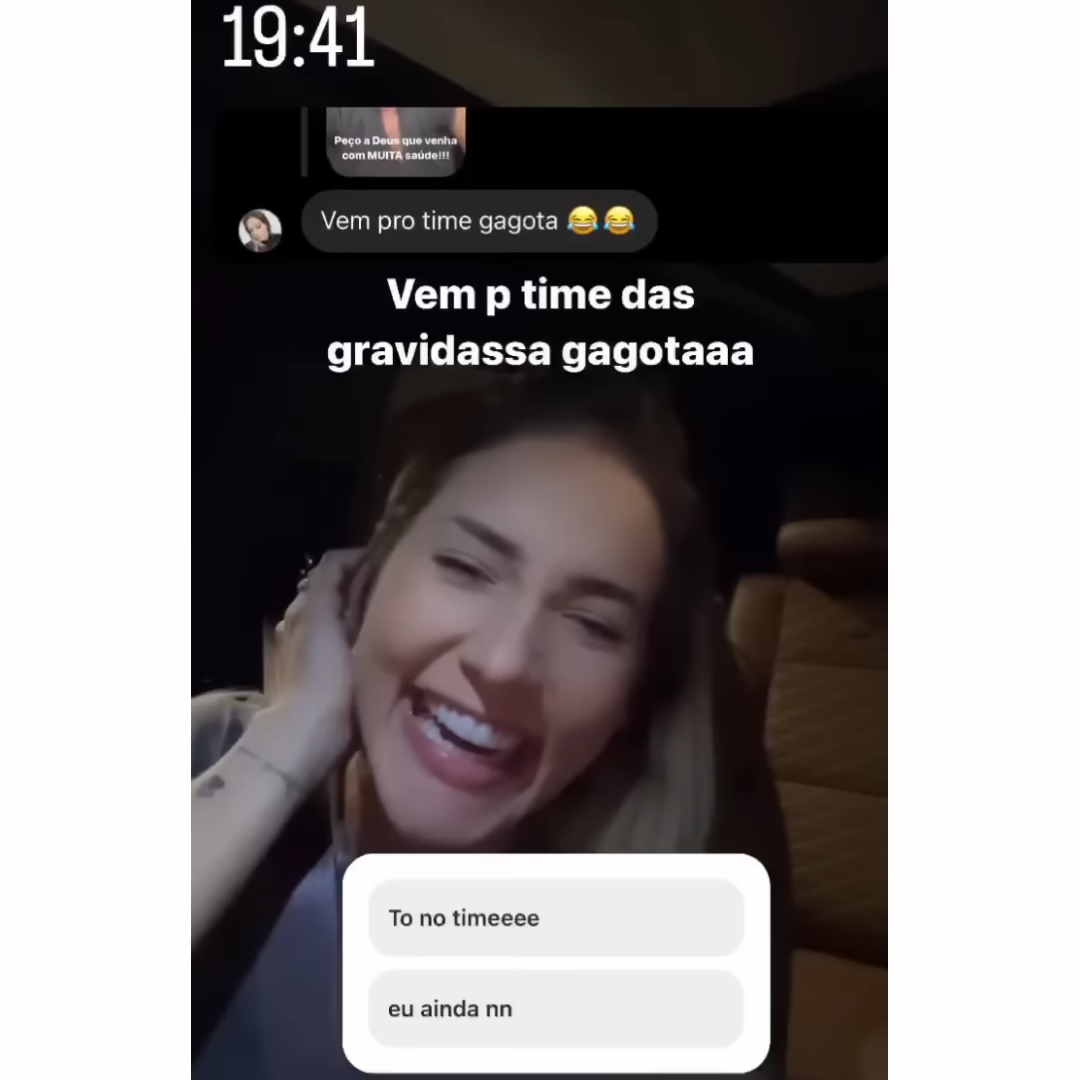 19:41
Peço a Deus que venha
com MUITA saúde!!!
Vem pro time gagota 😂😂
Vem p time das
gravidassa gagotaaa
To no timeeee
eu ainda nn